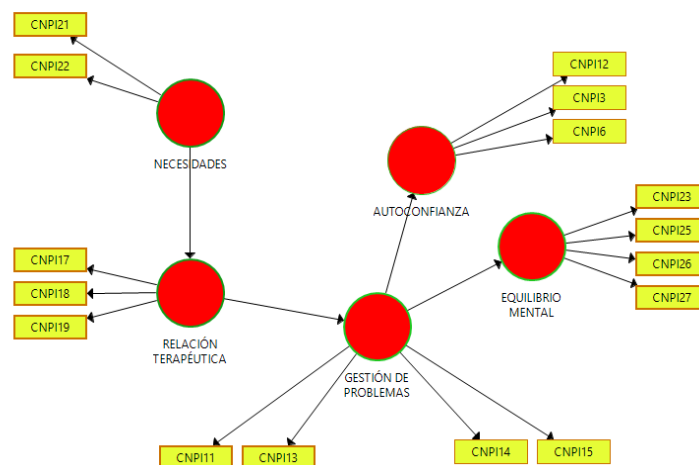 CNPI21
CNPI22
NECESIDADES
CNPI12
CNPI3
CNPI6
AUTOCONFIANZA
CNPI23
CNPI25
CNPI26
CNPI27
EQUILIBRIO
MENTAL
CNPI17
CNPI18
CNPI19
RELACIÓN
TERAPÉUTICA
GESTIÓN DE
PROBLEMAS
CNPI11
CNPI13
CNPI14
CNPI15